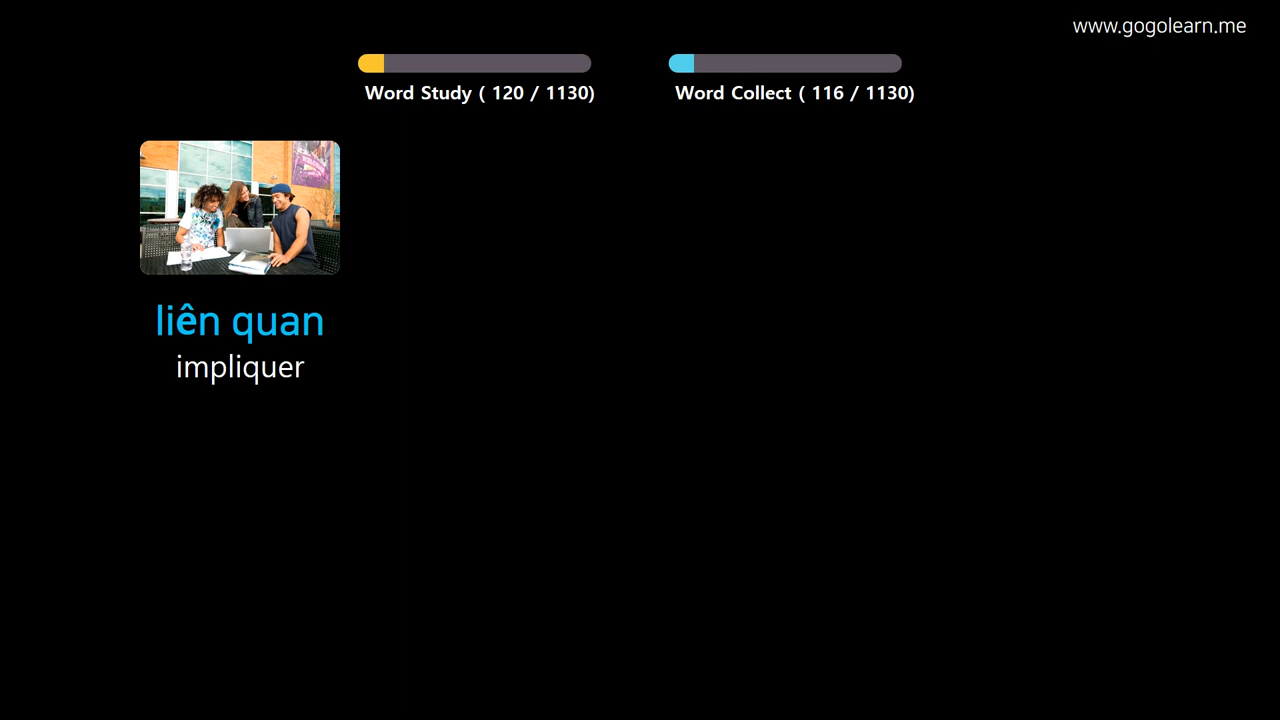 www.gogolearn.me
Word Study ( 120 / 1130)
Word Collect ( 116 / 1130)
liên quan
impliquer